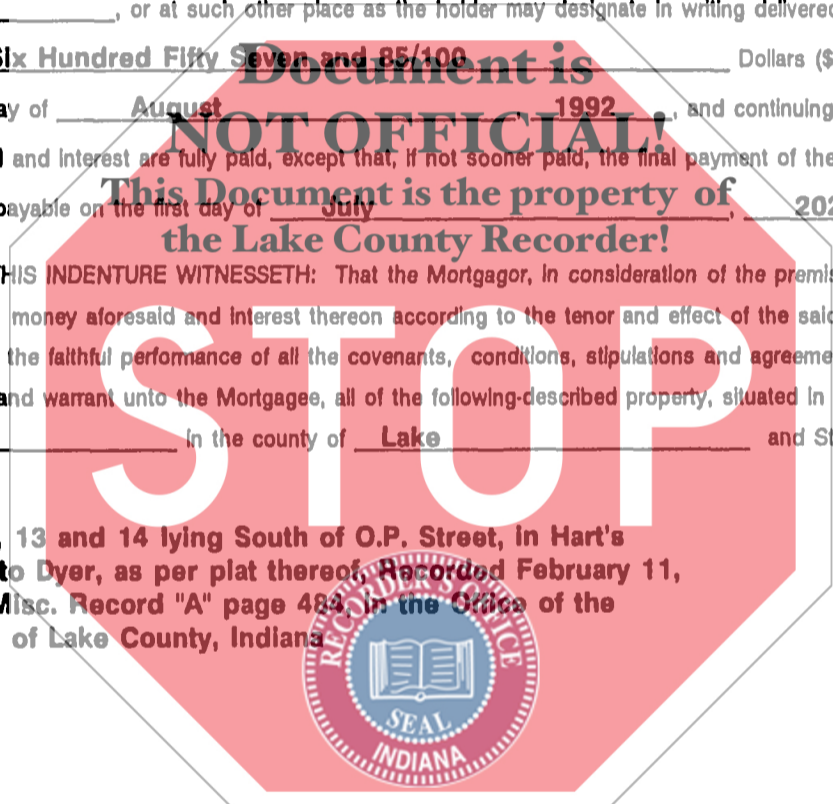 , or at such other place as the holder may designate in writing delivered
Six Hundred Fifty Seven and 85/100 Dollars ($
Document is
ay of August , 1992 , and continuing
NOT OFFICIAL!
and interest are fully paid, except that, if not sooner paid, the final payment of the
This Document is the property of
payable on the first day of July , 202
the Lake County Recorder!
THIS INDENTURE WITNESSETH: That the Mortgagor, in consideration of the premis
money aforesaid and interest thereon according to the tenor and effect of the said
the faithful performance of all the covenants, conditions, stipulations and agreeme
and warrant unto the Mortgagee, all of the following-described property, situated in
STOP
in the county of Lake and St
, 13 and 14 lying South of O.P. Street, in Hart's
to Dyer, as per plat thereof, Recorded February 11,
Misc. Record "A" page 484, in the Office of the
of Lake County, Indiana
RECORDER'S OFFICE
SEAL
INDIANA